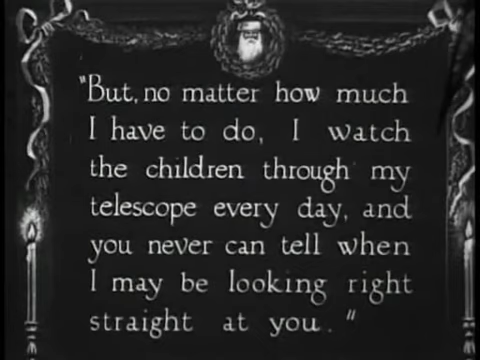 "But, no matter how much
I have to do, I watch
the children through my
telescope every day, and
you never can tell when
I may be looking right
straight at you."